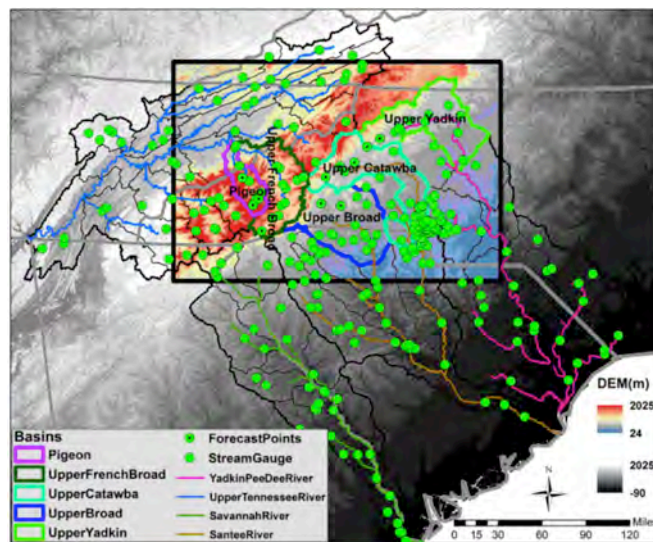 Upper Yadkin
Upper Catawba
Upper French Broad
Pigeon
Upper Broad
DEM(m)
2025
24
2025
-90
Basins
Pigeon
UpperFrenchBroad
UpperCatawba
UpperBroad
UpperYadkin
ForecastPoints
StreamGauge
YadkinPeeDeeRiver
UpperTennesseeRiver
SavannahRiver
SanteeRiver
N
Mile
0 15 30 60 90 120